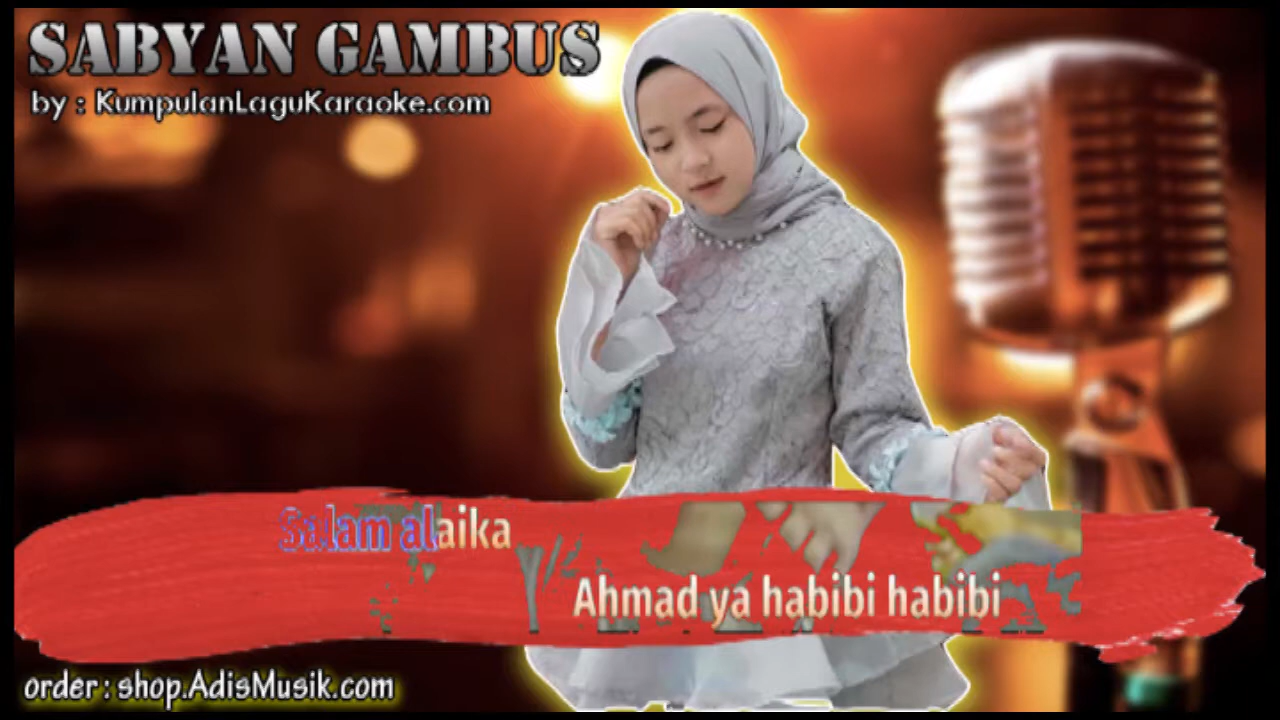 SABYAN GAMBUS
by : KumpulanLaguKaraoke.com
Salam alaika
Ahmad ya habibi habibi
order : shop.AdisMusik.com